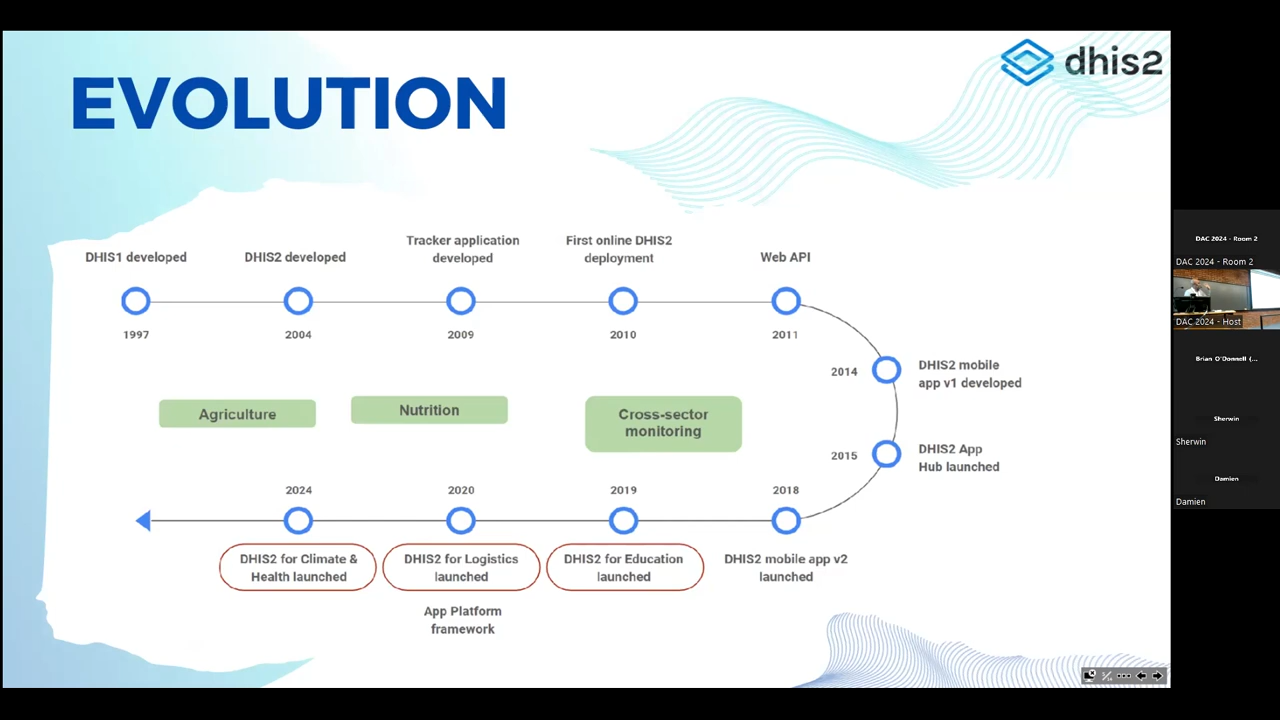 dhis2
EVOLUTION
DHIS1 developed
DHIS2 developed
Tracker application
developed
First online DHIS2
deployment
Web API
1997
2004
2009
2010
2011
2014
DHIS2 mobile
app v1 developed
Agriculture
Nutrition
Cross-sector
monitoring
2015
DHIS2 App
Hub launched
2024
2020
2019
2018
DHIS2 for Climate &
Health launched
DHIS2 for Logistics
launched
DHIS2 for Education
launched
DHIS2 mobile app v2
launched
App Platform
framework
DAC 2024 - Room 2
DAC 2024 - Room 2
DAC 2024 - Host
Brian O'Donnell (...
Sherwin
Sherwin
Damien
Damien